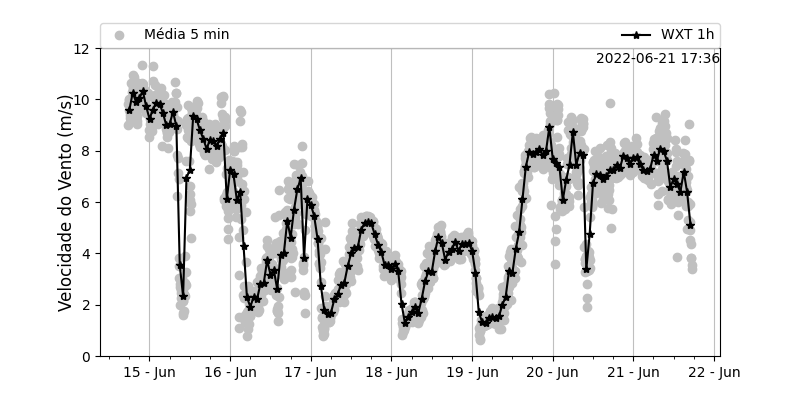 Média 5 min
WXT 1h
2022-06-21 17:36
Velocidade do Vento (m/s)
12
10
8
6
4
2
0
15 - Jun
16 - Jun
17 - Jun
18 - Jun
19 - Jun
20 - Jun
21 - Jun
22 - Jun